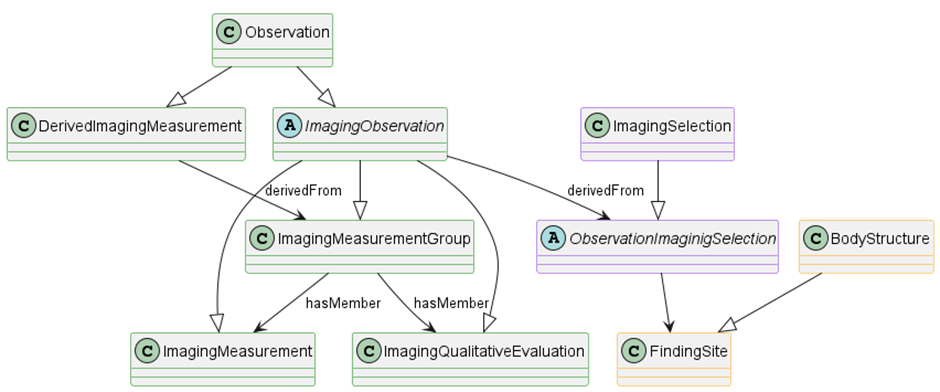 C Observation
C DerivedImagingMeasurement
A ImagingObservation
C ImagingSelection
derivedFrom
derivedFrom
C ImagingMeasurementGroup
A ObservationImaginigSelection
C BodyStructure
hasMember
hasMember
C ImagingMeasurement
C ImagingQualitativeEvaluation
C FindingSite